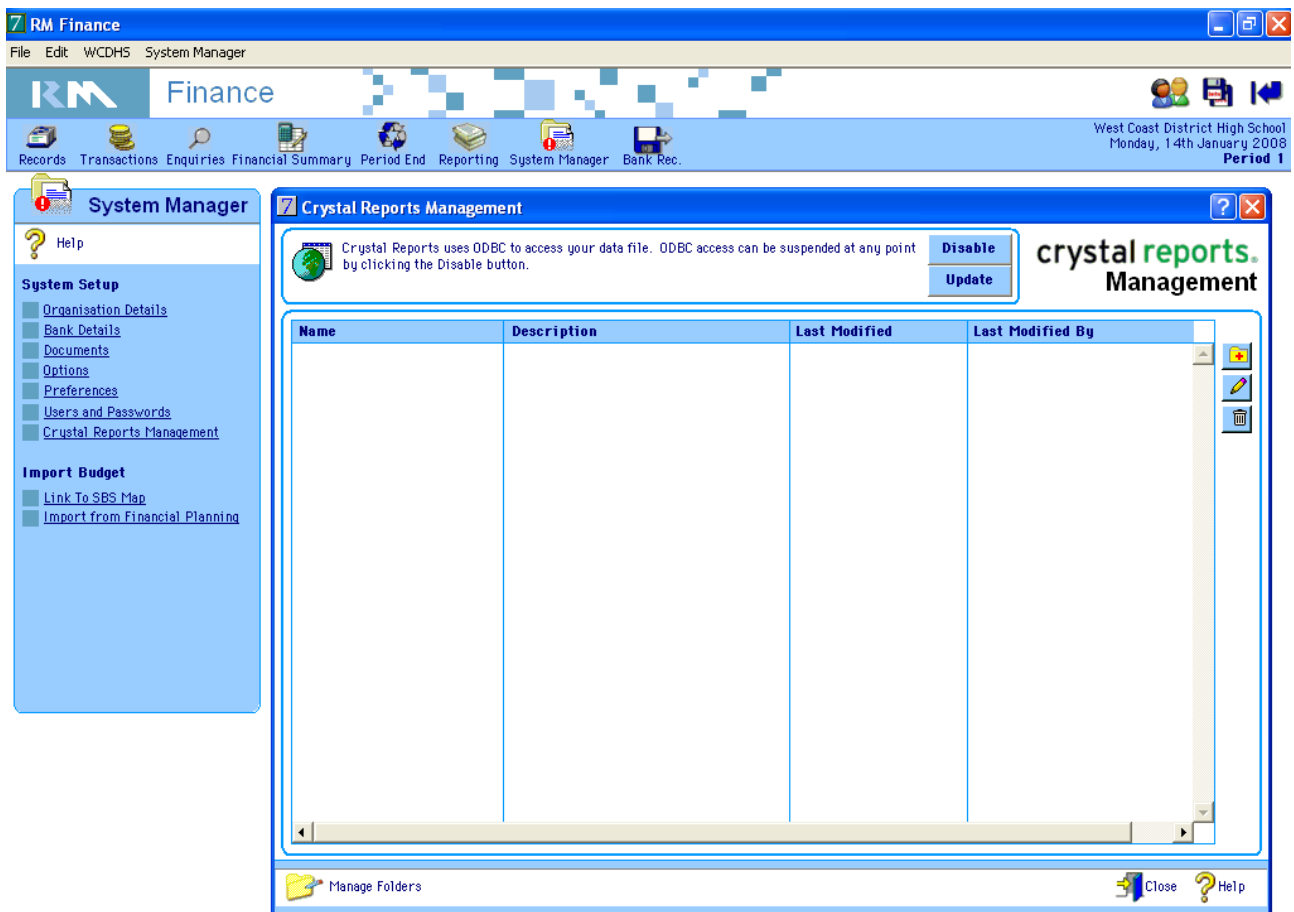 7 RM Finance
File Edit WCDHS System Manager
RM Finance
Records Transactions Enquiries Financial Summary Period End Reporting System Manager Bank Rec.
West Coast District High School
Monday, 14th January 2008
Period 1
System Manager
Help
System Setup
Organisation Details
Bank Details
Documents
Options
Preferences
Users and Passwords
Crystal Reports Management
Import Budget
Link To SBS Map
Import from Financial Planning
7 Crystal Reports Management
Crystal Reports uses ODBC to access your data file. ODBC access can be suspended at any point
by clicking the Disable button.
Disable
Update
crystal reports.
Management
Name Description Last Modified Last Modified By
Manage Folders
Close Help